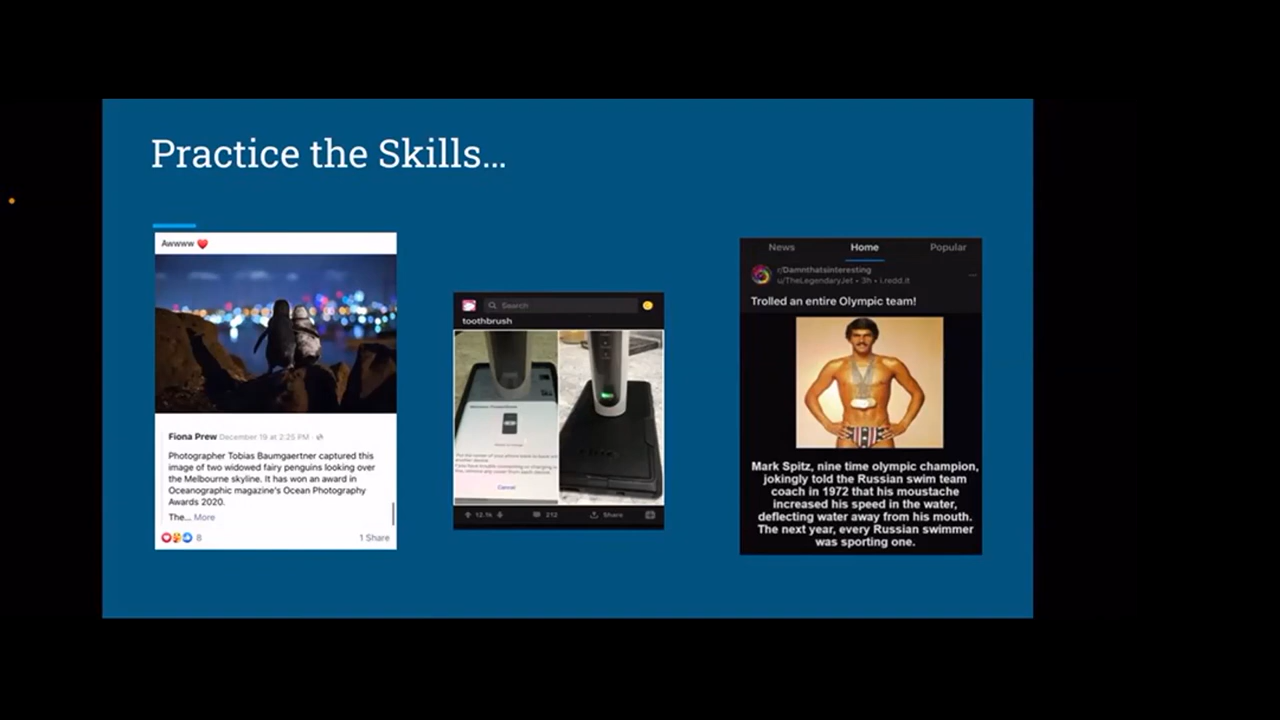 Practice the Skills...
Awwww
Fiona Prew December 19 at 2:25 PM
Photographer Tobias Baumgaertner captured this
image of two widowed fairy penguins looking over
the Melbourne skyline. It has won an award in
Oceanographic magazine's Ocean Photography
Awards 2020.
The... More
8
1 Share
Search
toothbrush
Cancel
12.1k
212
Share
News Home Popular
r/Damnthatsinteresting
u/TheLegendaryJet • 3h • i.redd.it
Trolled an entire Olympic team!
Mark Spitz, nine time olympic champion,
jokingly told the Russian swim team
coach in 1972 that his moustache
increased his speed in the water,
deflecting water away from his mouth.
The next year, every Russian swimmer
was sporting one.